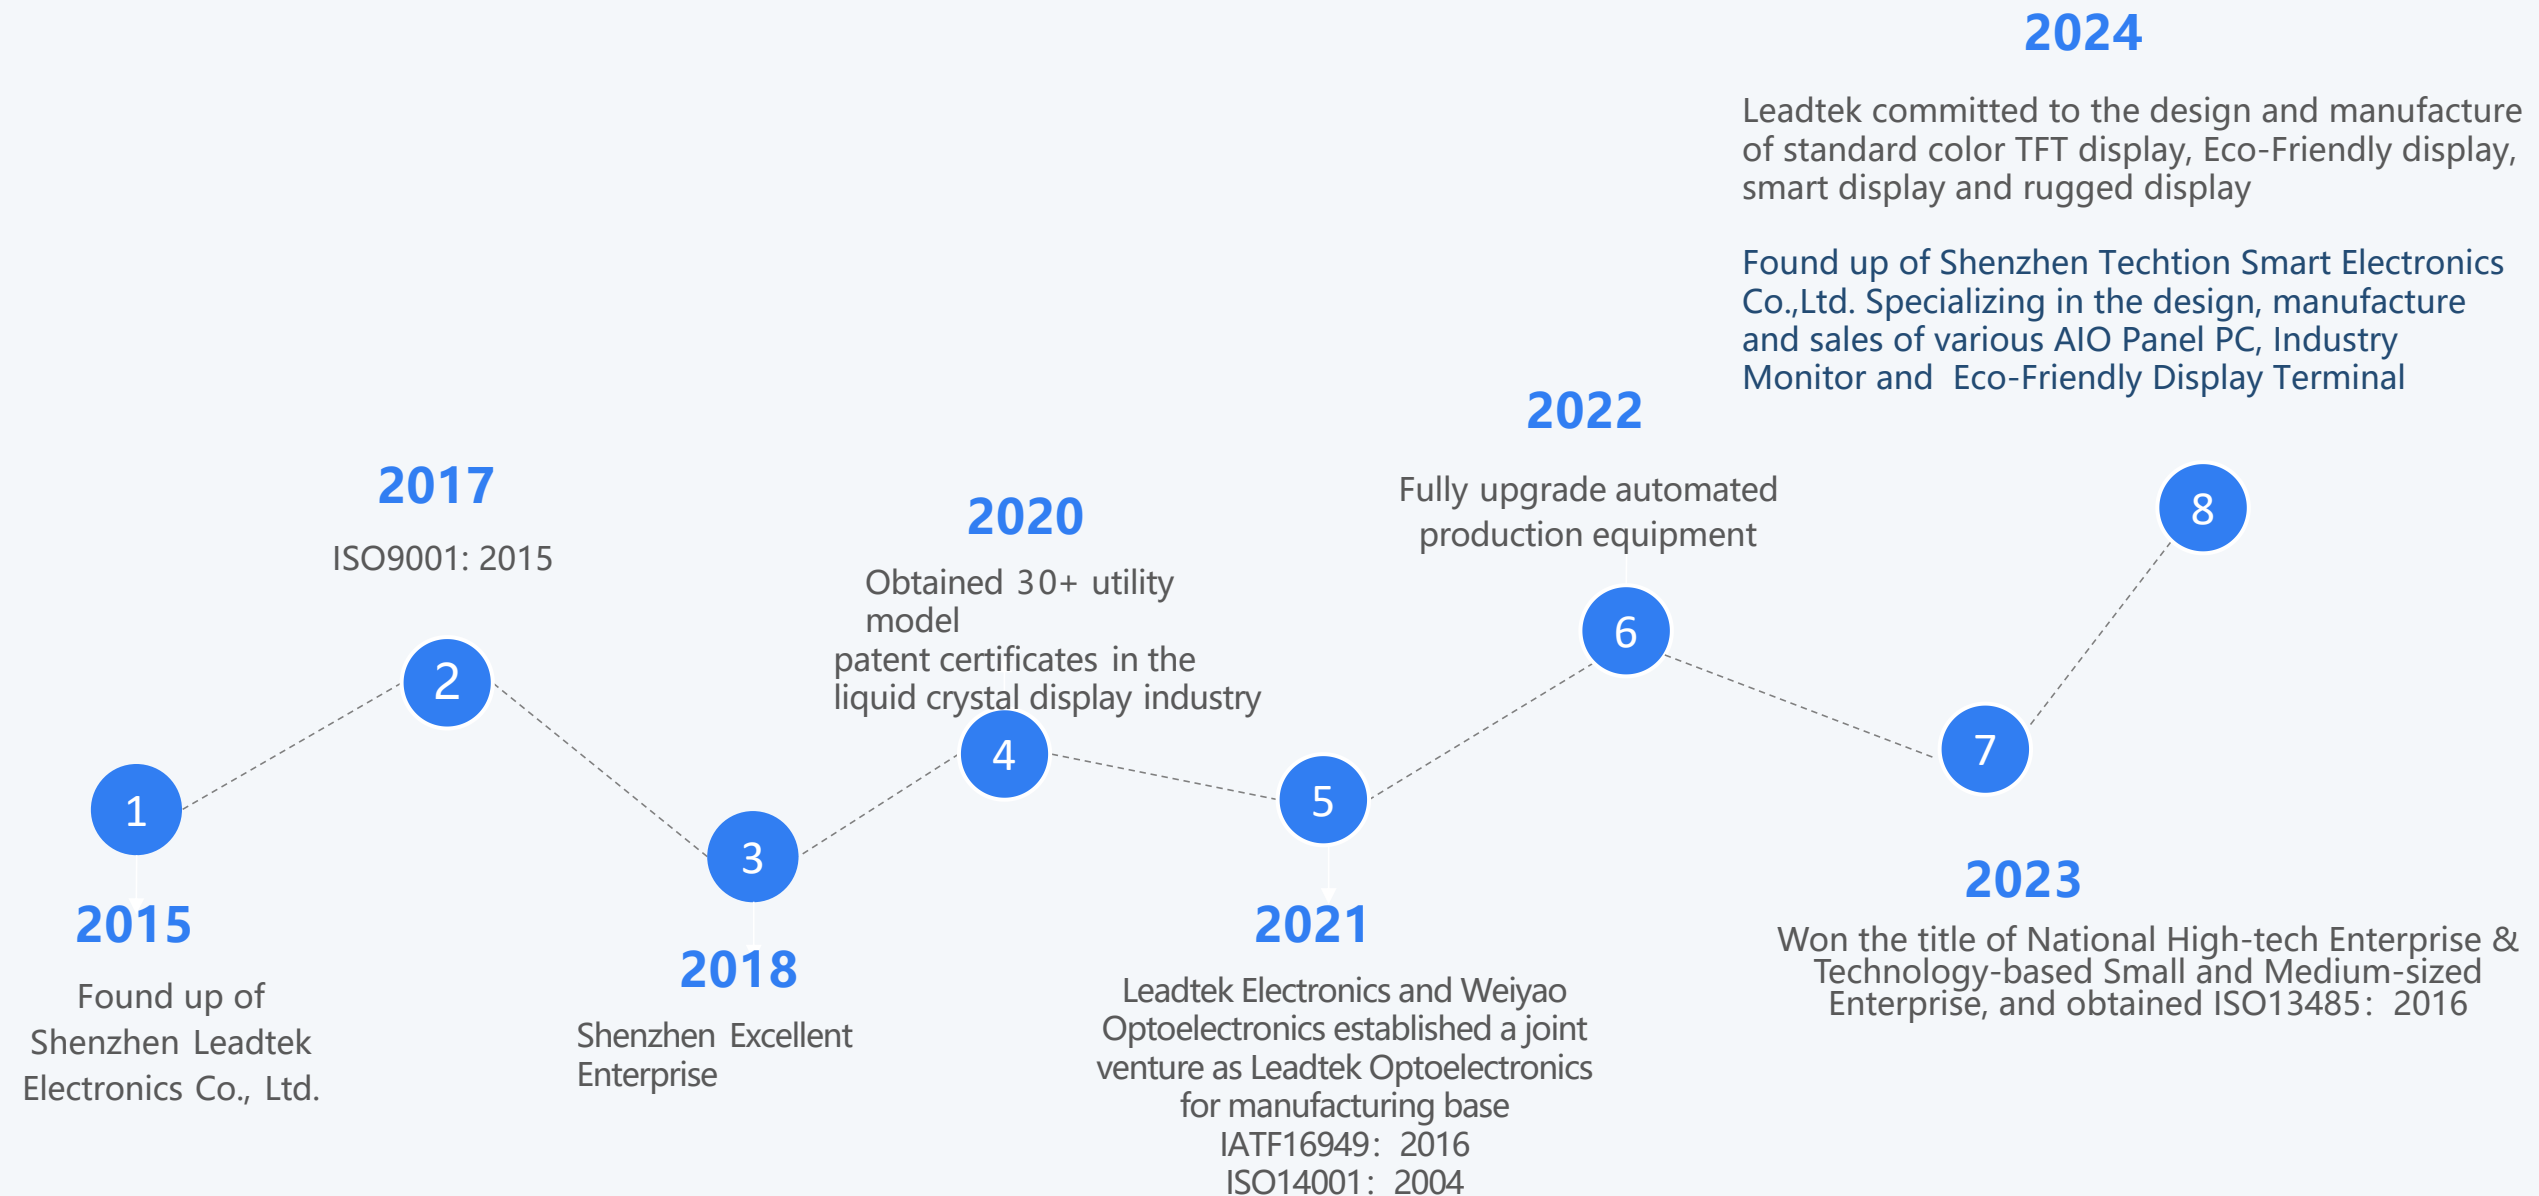 2024
Leadtek committed to the design and manufacture
of standard color TFT display, Eco-Friendly display,
smart display and rugged display
Found up of Shenzhen Techtion Smart Electronics
Co.,Ltd. Specializing in the design, manufacture
and sales of various AIO Panel PC, Industry
Monitor and  Eco-Friendly Display Terminal
2022
Fully upgrade automated
production equipment
2017
ISO9001: 2015
2020
Obtained 30+ utility
model
patent certificates in the
liquid crystal display industry
1
2
3
4
5
6
7
8
2015
Found up of
Shenzhen Leadtek
Electronics Co., Ltd.
2018
Shenzhen Excellent
Enterprise
2021
Leadtek Electronics and Weiyao
Optoelectronics established a joint
venture as Leadtek Optoelectronics
for manufacturing base
IATF16949：2016
ISO14001：2004
2023
Won the title of National High-tech Enterprise &
Technology-based Small and Medium-sized
Enterprise, and obtained ISO13485：2016